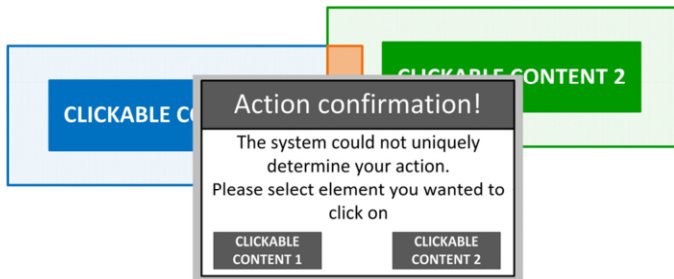 CLICKABLE CO
CLICKABLE CONTENT 2
Action confirmation!
The system could not uniquely
determine your action.
Please select element you wanted to
click on
CLICKABLE
CONTENT 1
CLICKABLE
CONTENT 2